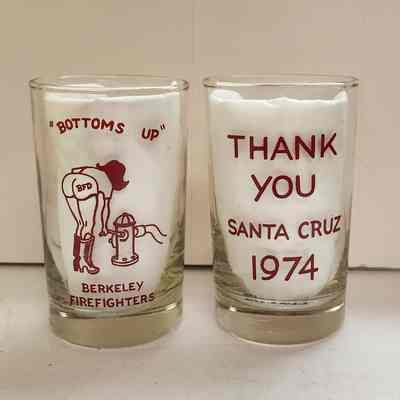 "BOTTOMS UP"
BFD
BERKELEY
FIREFIGHTERS
THANK
YOU
SANTA CRUZ
1974